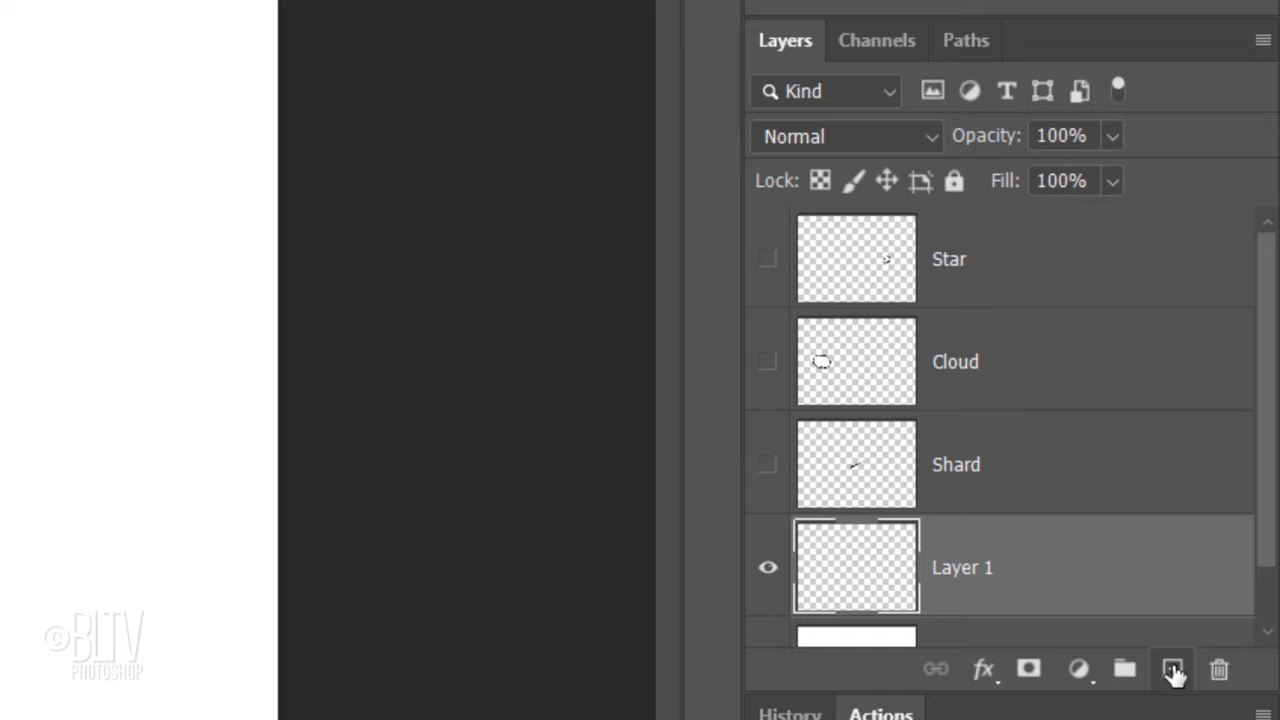 Layers Channels Paths
Kind T
Normal Opacity: 100%
Lock: Fill: 100%
Star
Cloud
Shard
Layer 1
fx
©BLTV
PHOTOSHOP
History Actions